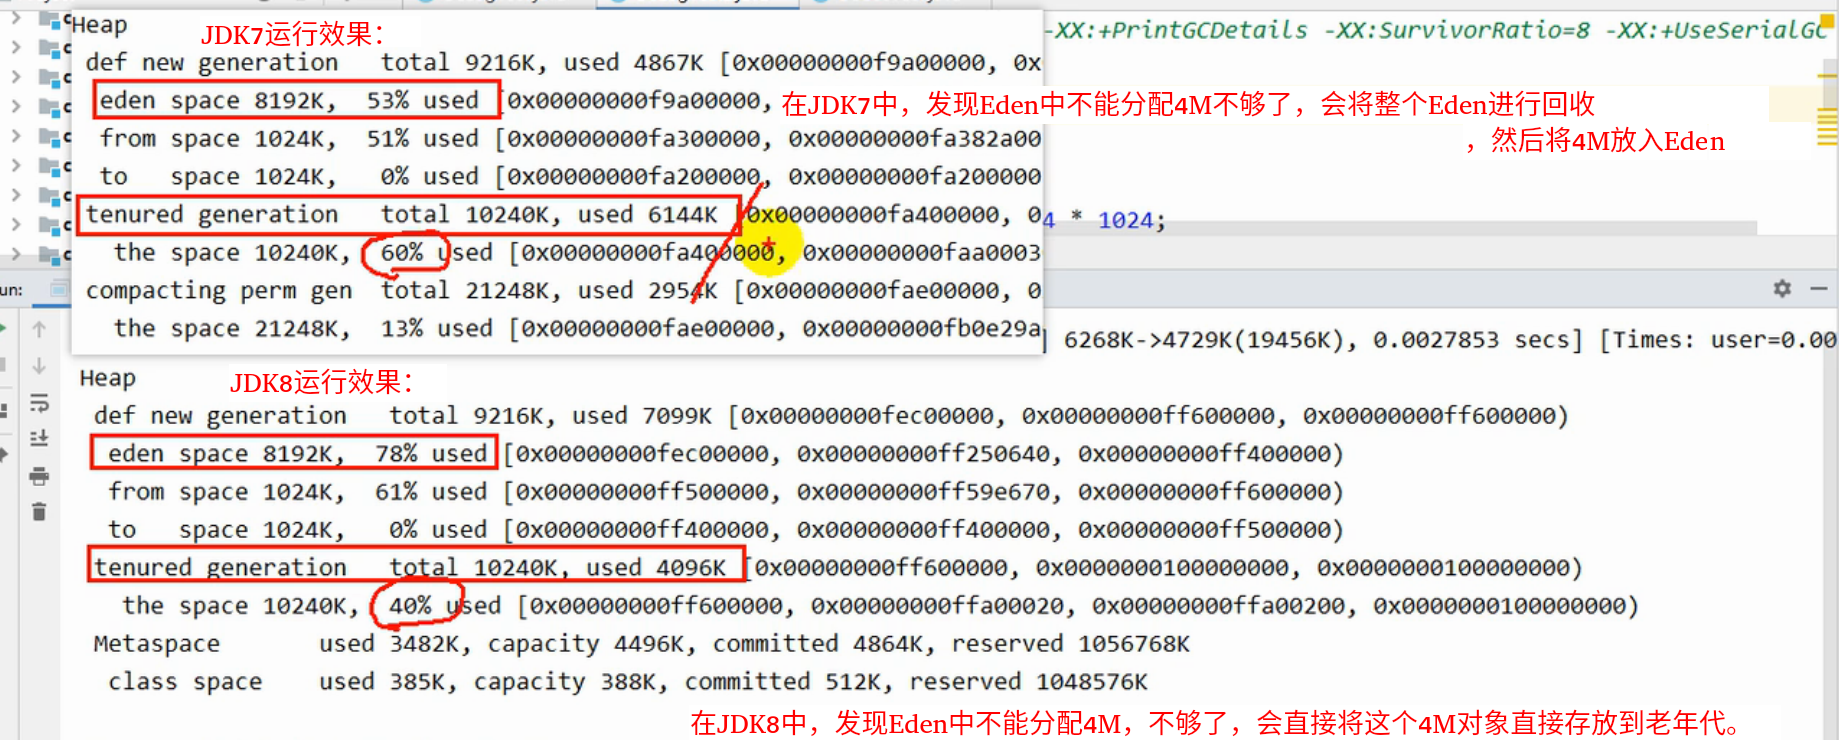 -XX:+PrintGCDetails -XX:SurvivorRatio=8 -XX:+UseSerialGC
Heap
JDK7运行效果：
def new generation   total 9216K, used 4867K [0x00000000f9a00000, 0x
eden space 8192K,  53% used [0x00000000f9a00000,
在JDK7中，发现Eden中不能分配4M不够了，会将整个Eden进行回收
，然后将4M放入Eden
from space 1024K,  51% used [0x00000000fa300000, 0x00000000fa382a00
to   space 1024K,   0% used [0x00000000fa200000, 0x00000000fa200000
tenured generation   total 10240K, used 6144K [0x00000000fa400000, 0
4 * 1024;
the space 10240K,  60% used [0x00000000fa400000, 0x00000000faa0003
compacting perm gen  total 21248K, used 2954K [0x00000000fae00000, 0
the space 21248K,  13% used [0x00000000fae00000, 0x00000000fb0e29a
un:
] 6268K->4729K(19456K), 0.0027853 secs] [Times: user=0.00
Heap
JDK8运行效果：
def new generation   total 9216K, used 7099K [0x00000000fec00000, 0x00000000ff600000, 0x00000000ff600000)
eden space 8192K,  78% used [0x00000000fec00000, 0x00000000ff250640, 0x00000000ff400000)
from space 1024K,  61% used [0x00000000ff500000, 0x00000000ff59e670, 0x00000000ff600000)
to   space 1024K,   0% used [0x00000000ff400000, 0x00000000ff400000, 0x00000000ff500000)
tenured generation   total 10240K, used 4096K [0x00000000ff600000, 0x0000000100000000, 0x0000000100000000)
the space 10240K,  40% used [0x00000000ff600000, 0x00000000ffa00020, 0x00000000ffa00200, 0x0000000100000000)
Metaspace       used 3482K, capacity 4496K, committed 4864K, reserved 1056768K
class space    used 385K, capacity 388K, committed 512K, reserved 1048576K
在JDK8中，发现Eden中不能分配4M，不够了，会直接将这个4M对象直接存放到老年代。